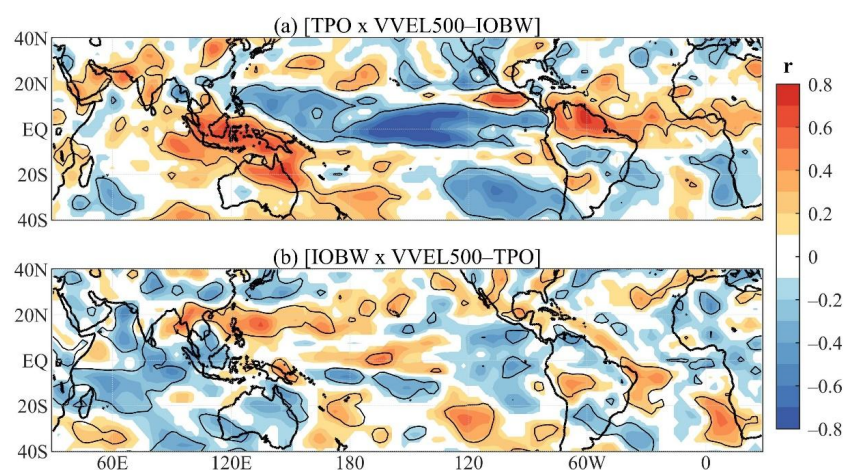 (a) [TPO x VVEL500–IOBW]
40N
20N
EQ
20S
40S
(b) [IOBW x VVEL500–TPO]
40N
20N
EQ
20S
40S
60E 120E 180 120 60W 0
r
0.8
0.6
0.4
0.2
0
–0.2
–0.4
–0.6
–0.8